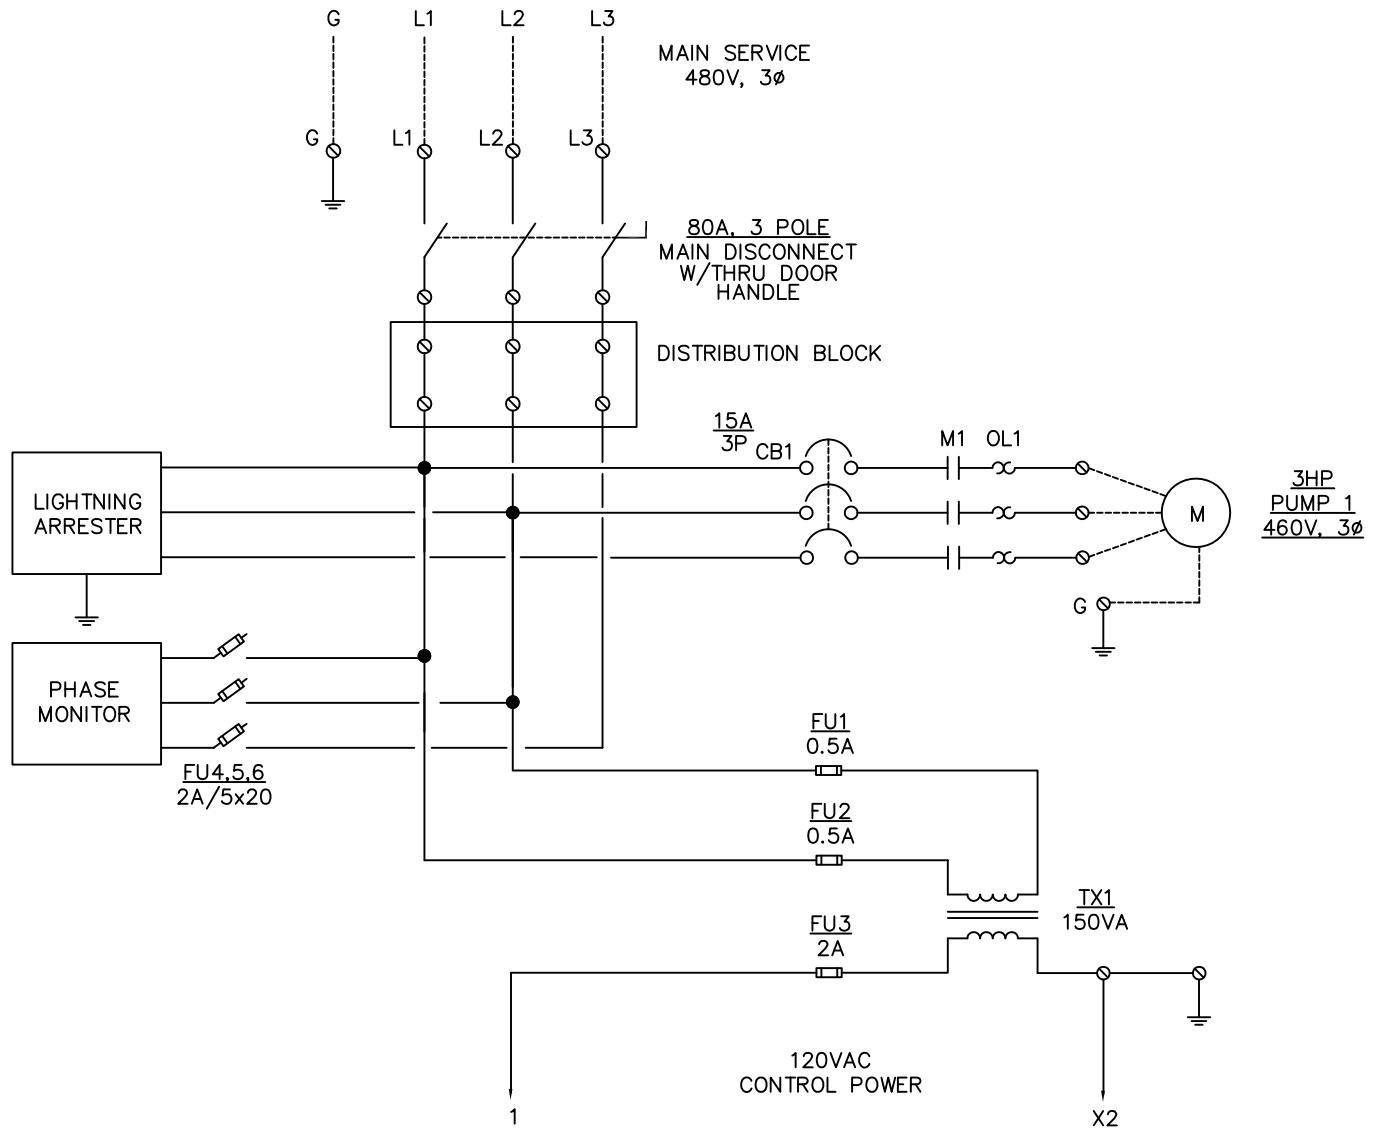 G L1 L2 L3
MAIN SERVICE
480V, 3ø
G L1 L2 L3
80A, 3 POLE
MAIN DISCONNECT
W/THRU DOOR
HANDLE
DISTRIBUTION BLOCK
15A
3P
CB1
M1
OL1
LIGHTNING
ARRESTER
M
3HP
PUMP 1
460V, 3ø
G
PHASE
MONITOR
FU4,5,6
2A/5x20
FU1
0.5A
FU2
0.5A
TX1
150VA
FU3
2A
120VAC
CONTROL POWER
1
X2